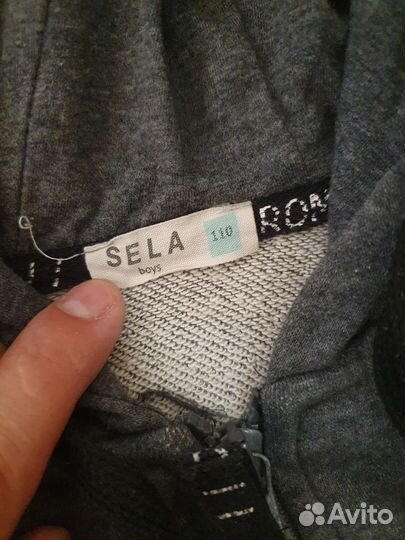 SELA
boys
110
ROM
Avito